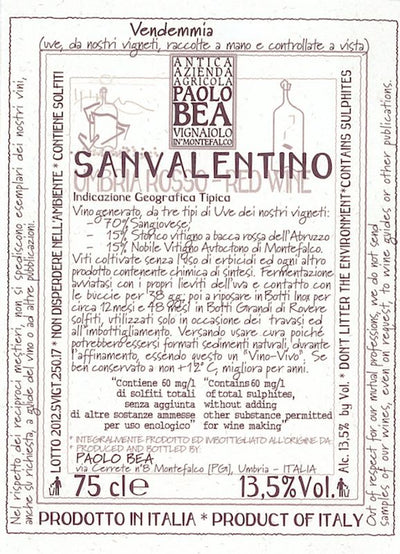 Vendemmia
(uve, da nostri vigneti, raccolte a mano e controllate a vista)
ANTICA
AZIENDA
AGRICOLA
PAOLO
BEA
VIGNAIOLO
IN MONTEFALCO
SANVALENTINO
UMBRIA ROSSO - RED WINE
Indicazione Geografica Tipica
Vino generato, da tre tipi di Uve dei nostri vigneti:
- 70% Sangiovese,
- 15% Storico vitigno a bacca rossa dell'Abruzzo
- 15% Nobile Vitigno Autoctono di Montefalco.
Viti coltivate senza l'uso di erbicidi ed ogni altro
prodotto contenente chimica di sintesi. Fermentazione
avviatasi con i propri lieviti dell'uva e contatto con
le bucce per 38 gg; poi a riposare in Botti Inox per
circa 12 mesi e 48 mesi in Botti Grandi di Rovere
solfiti, utilizzati solo in occasione dei travasi ed
all'imbottigliamento. Versando usare cura poiché
potrebbero essersi formati sedimenti naturali, durante
l'affinamento, essendo questo un "Vino-Vivo". Se
ben conservato a non +12°C, migliora per anni.
"Contiene 60 mg/l
di solfiti totali
senza aggiunta
di altre sostanze ammesse
per uso enologico"
"Contains 60 mg/l
of total sulphites,
without adding
other substance permitted
for wine making"
* INTEGRALMENTE PRODOTTO ED IMBOTTIGLIATO ALL'ORIGINE DA:
* PRODUCED AND BOTTLED BY:
PAOLO BEA
via Cerrete n°8 Montefalco [PG], Umbria - ITALIA
75 cl e 13,5% Vol.
PRODOTTO IN ITALIA * PRODUCT OF ITALY
LOTTO 2012.SV.IGT.250.17 * NON DISPERDERE NELL'AMBIENTE * CONTIENE SOLFITI
Alc. 13,5% by Vol. * DON'T LITTER THE ENVIRONMENT * CONTAINS SULPHITES
Nel rispetto dei reciproci mestieri, non si spediscono esemplari dei nostri vini,
anche su richiesta, a guide del vino o ad altre pubblicazioni.
Out of respect for our mutual professions, we do not send
samples of our wines, even on request, to wine guides or other publications.